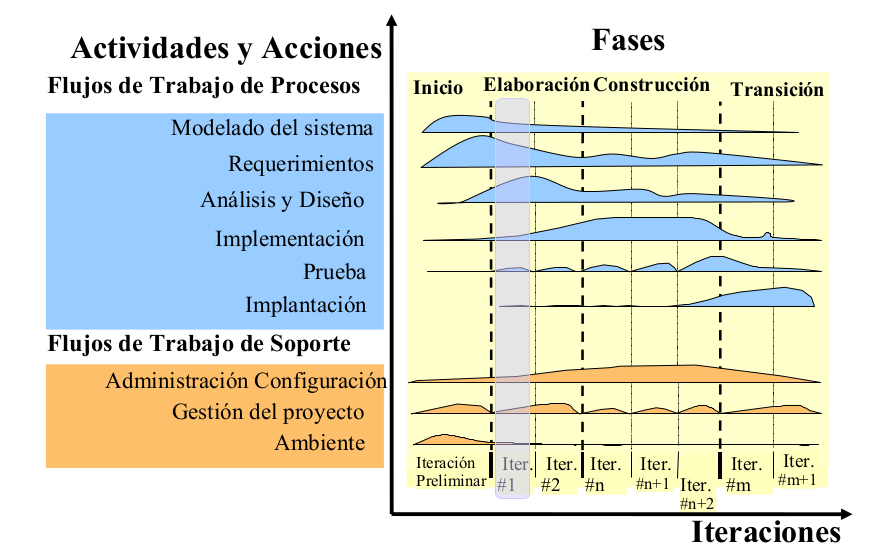 Actividades y Acciones
Fases
Flujos de Trabajo de Procesos
Inicio
Elaboración
Construcción
Transición
Modelado del sistema
Requerimientos
Análisis y Diseño
Implementación
Prueba
Implantación
Flujos de Trabajo de Soporte
Administración Configuración
Gestión del proyecto
Ambiente
Iteración
Preliminar
Iter.
#1
Iter.
#2
Iter.
#n
Iter.
#n+1
Iter.
#n+2
Iter.
#m
Iter.
#m+1
Iteraciones